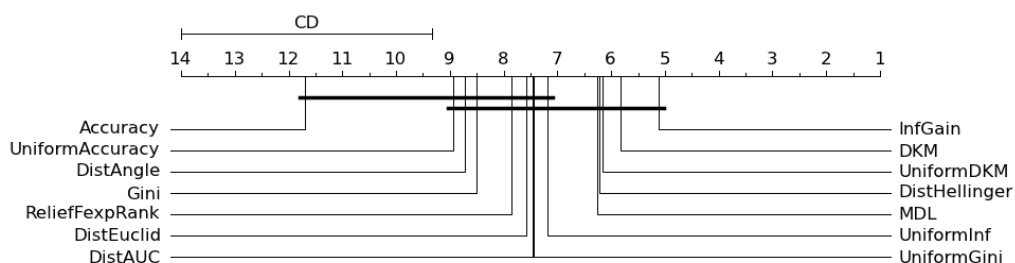 CD
14 13 12 11 10 9 8 7 6 5 4 3 2 1
Accuracy InfGain
UniformAccuracy DKM
DistAngle UniformDKM
Gini DistHellinger
ReliefFexpRank MDL
DistEuclid UniformInf
DistAUC UniformGini